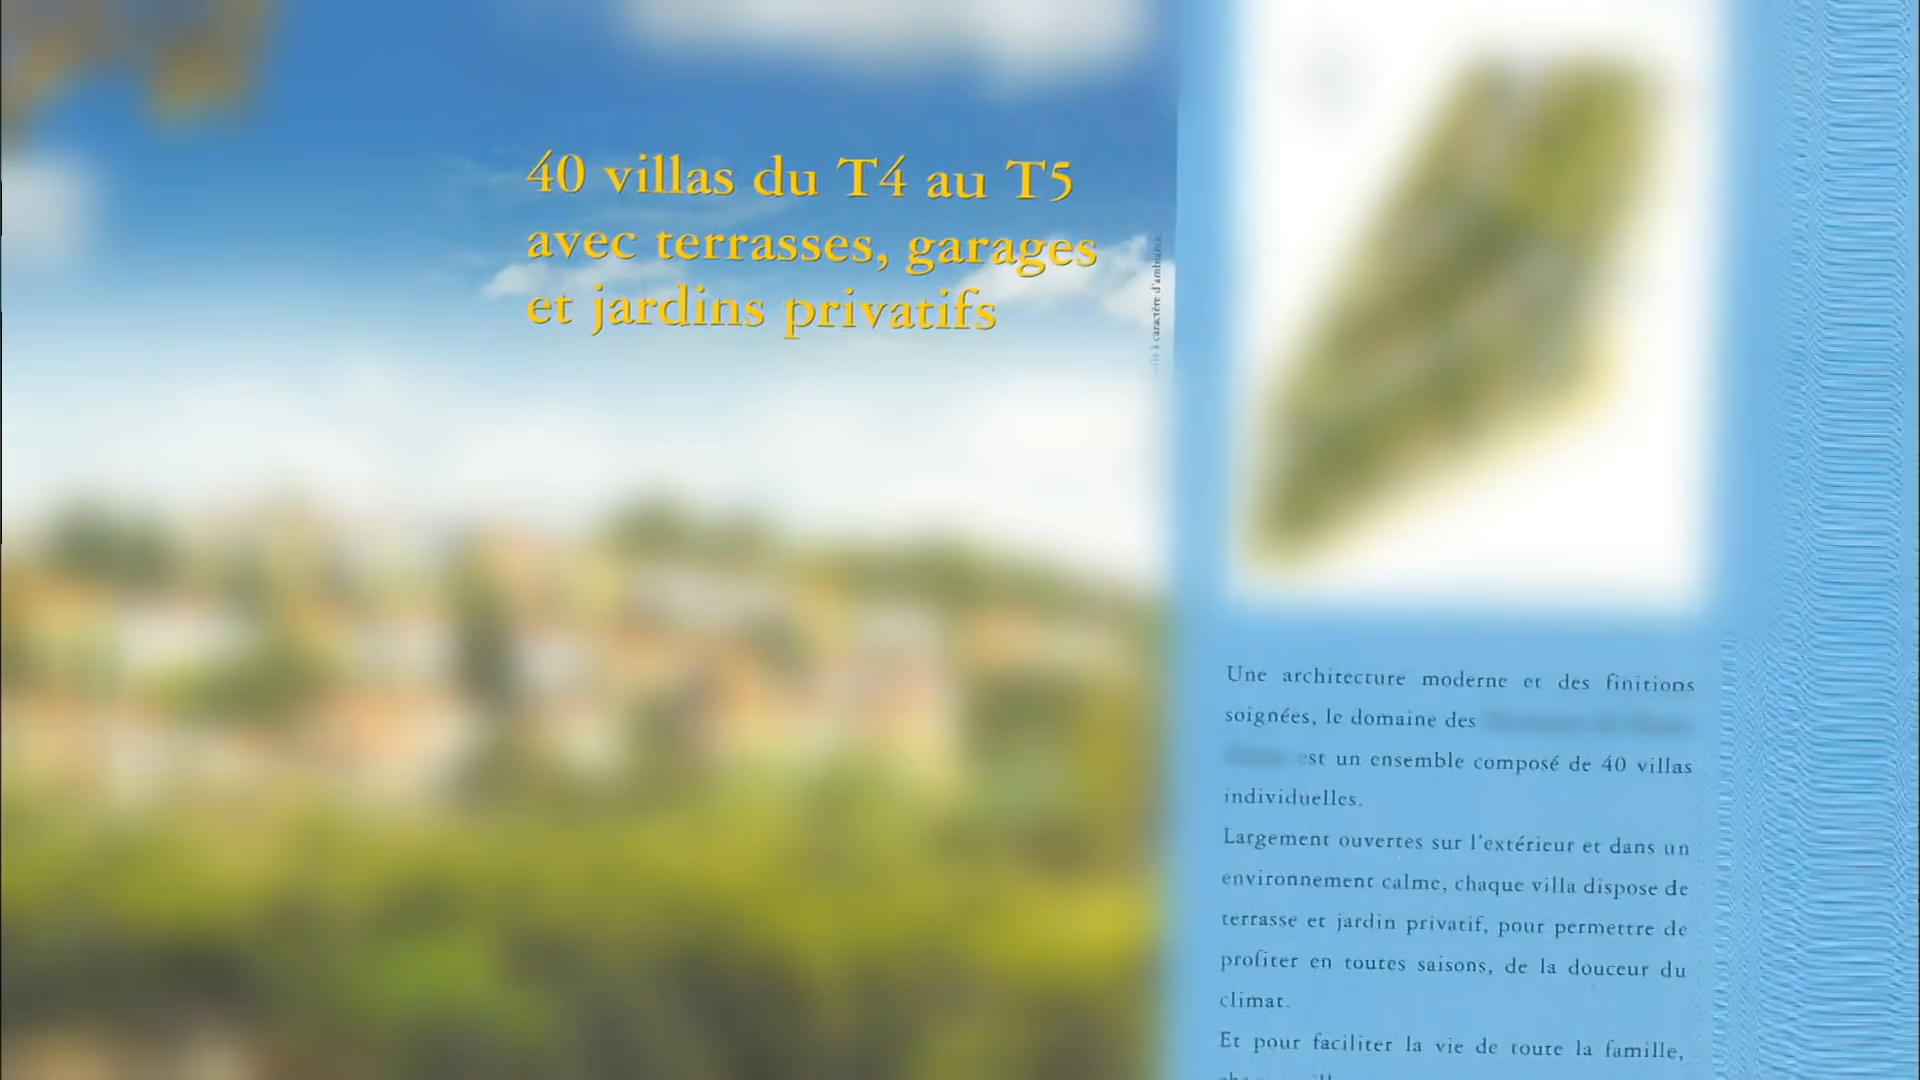 40 villas du T4 au T5
avec terrasses, garages
et jardins privatifs
à caractère d'ambiance
Une architecture moderne et des finitions
soignées, le domaine des
est un ensemble composé de 40 villas
individuelles.
Largement ouvertes sur l'extérieur et dans un
environnement calme, chaque villa dispose de
terrasse et jardin privatif, pour permettre de
profiter en toutes saisons, de la douceur du
climat.
Et pour faciliter la vie de toute la famille,